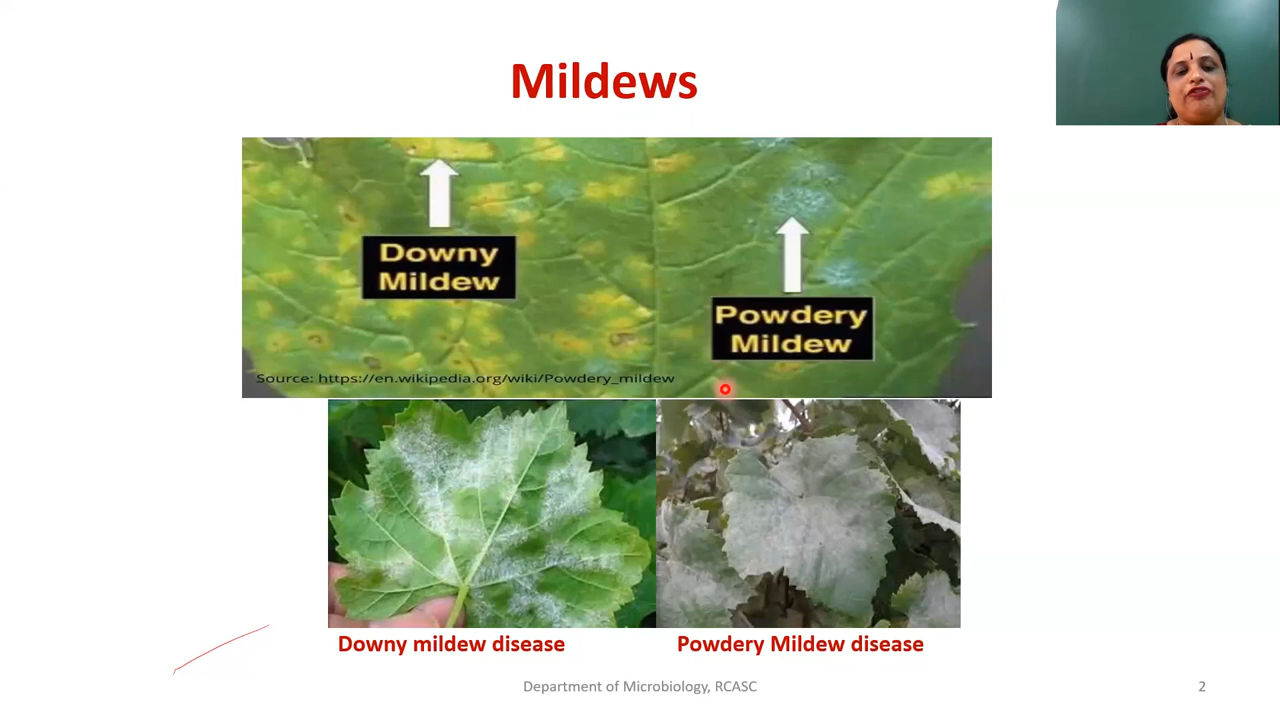 Mildews
Downy
Mildew
Powdery
Mildew
Source: https://en.wikipedia.org/wiki/Powdery_mildew
Downy mildew disease
Powdery Mildew disease
Department of Microbiology, RCASC
2